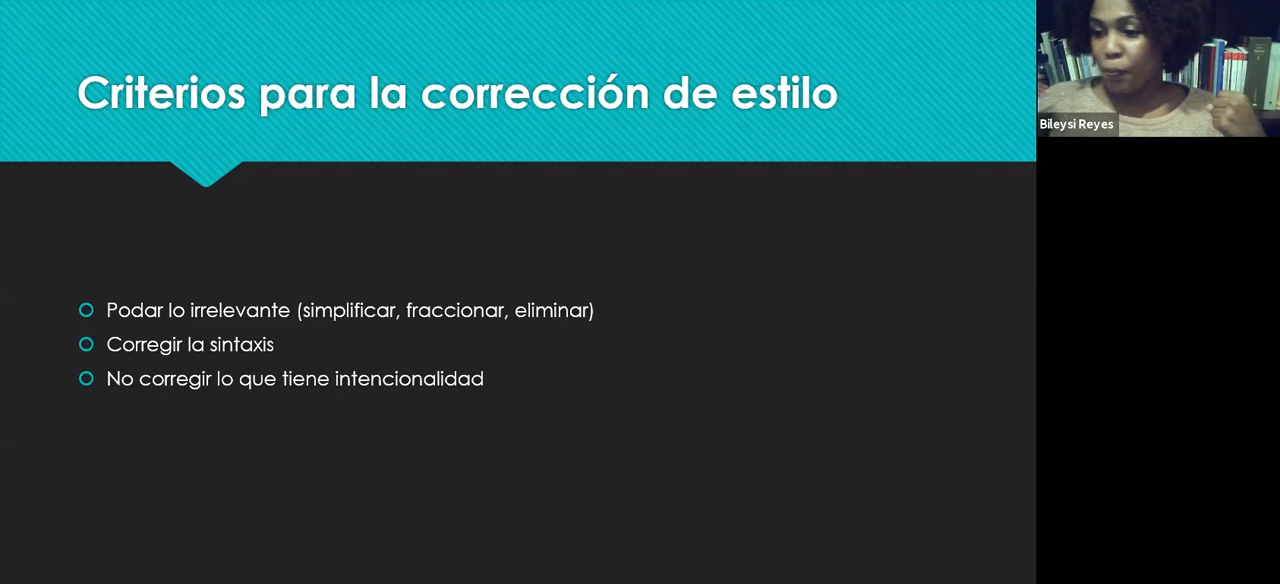 Criterios para la corrección de estilo
Bileysi Reyes
Podar lo irrelevante (simplificar, fraccionar, eliminar)
Corregir la sintaxis
No corregir lo que tiene intencionalidad